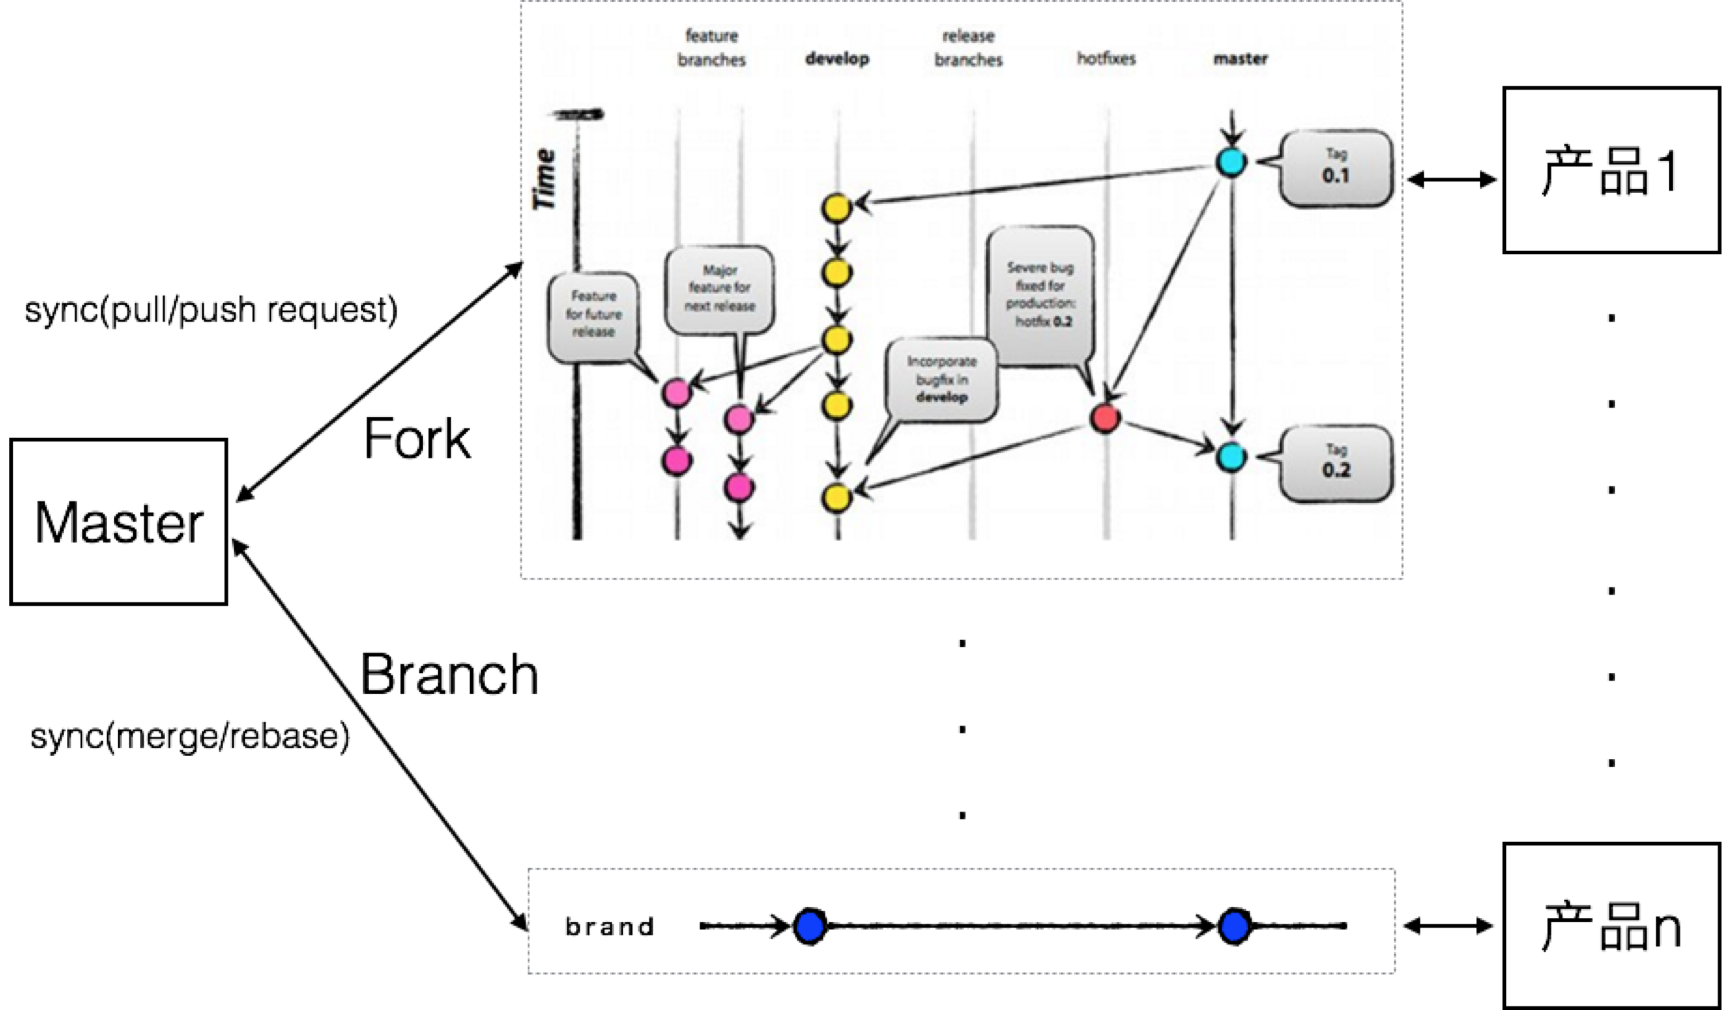 feature
branches
develop
release
branches
hotfixes
master
Time
Tag
0.1
产品1
Major
feature for
next release
Feature
for future
release
Severe bug
fixed for
production:
hotfix 0.2
sync(pull/push request)
Incorporate
bugfix in
develop
Fork
Tag
0.2
Master
Branch
sync(merge/rebase)
brand
产品n